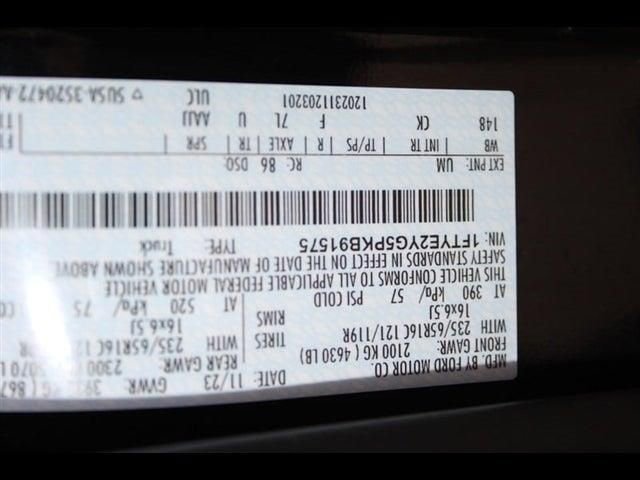 MFD. BY FORD MOTOR CO.
DATE: 11/23 GVWR:
FRONT GAWR: 2100 KG ( 4630 LB) REAR GAWR: 2300
WITH 235/65R16C 121/119R TIRES WITH 235/65R16C
16x6.5J RIMS 16x6.5J
AT 390 kPa/ 57 PSI COLD AT 520 kPa/ 75
THIS VEHICLE CONFORMS TO ALL APPLICABLE FEDERAL MOTOR VEHICLE
SAFETY STANDARDS IN EFFECT ON THE DATE OF MANUFACTURE SHOWN ABOVE
VIN: 1FTYE2YG5PKB91575 TYPE: Truck
EXT PNT: UM RC: 86 DSO:
WB INT TR TP/PS R AXLE TR SPR
148 CK F 7L U AAJJ
1202311203201 ULC
▽ SUSA-3520472-